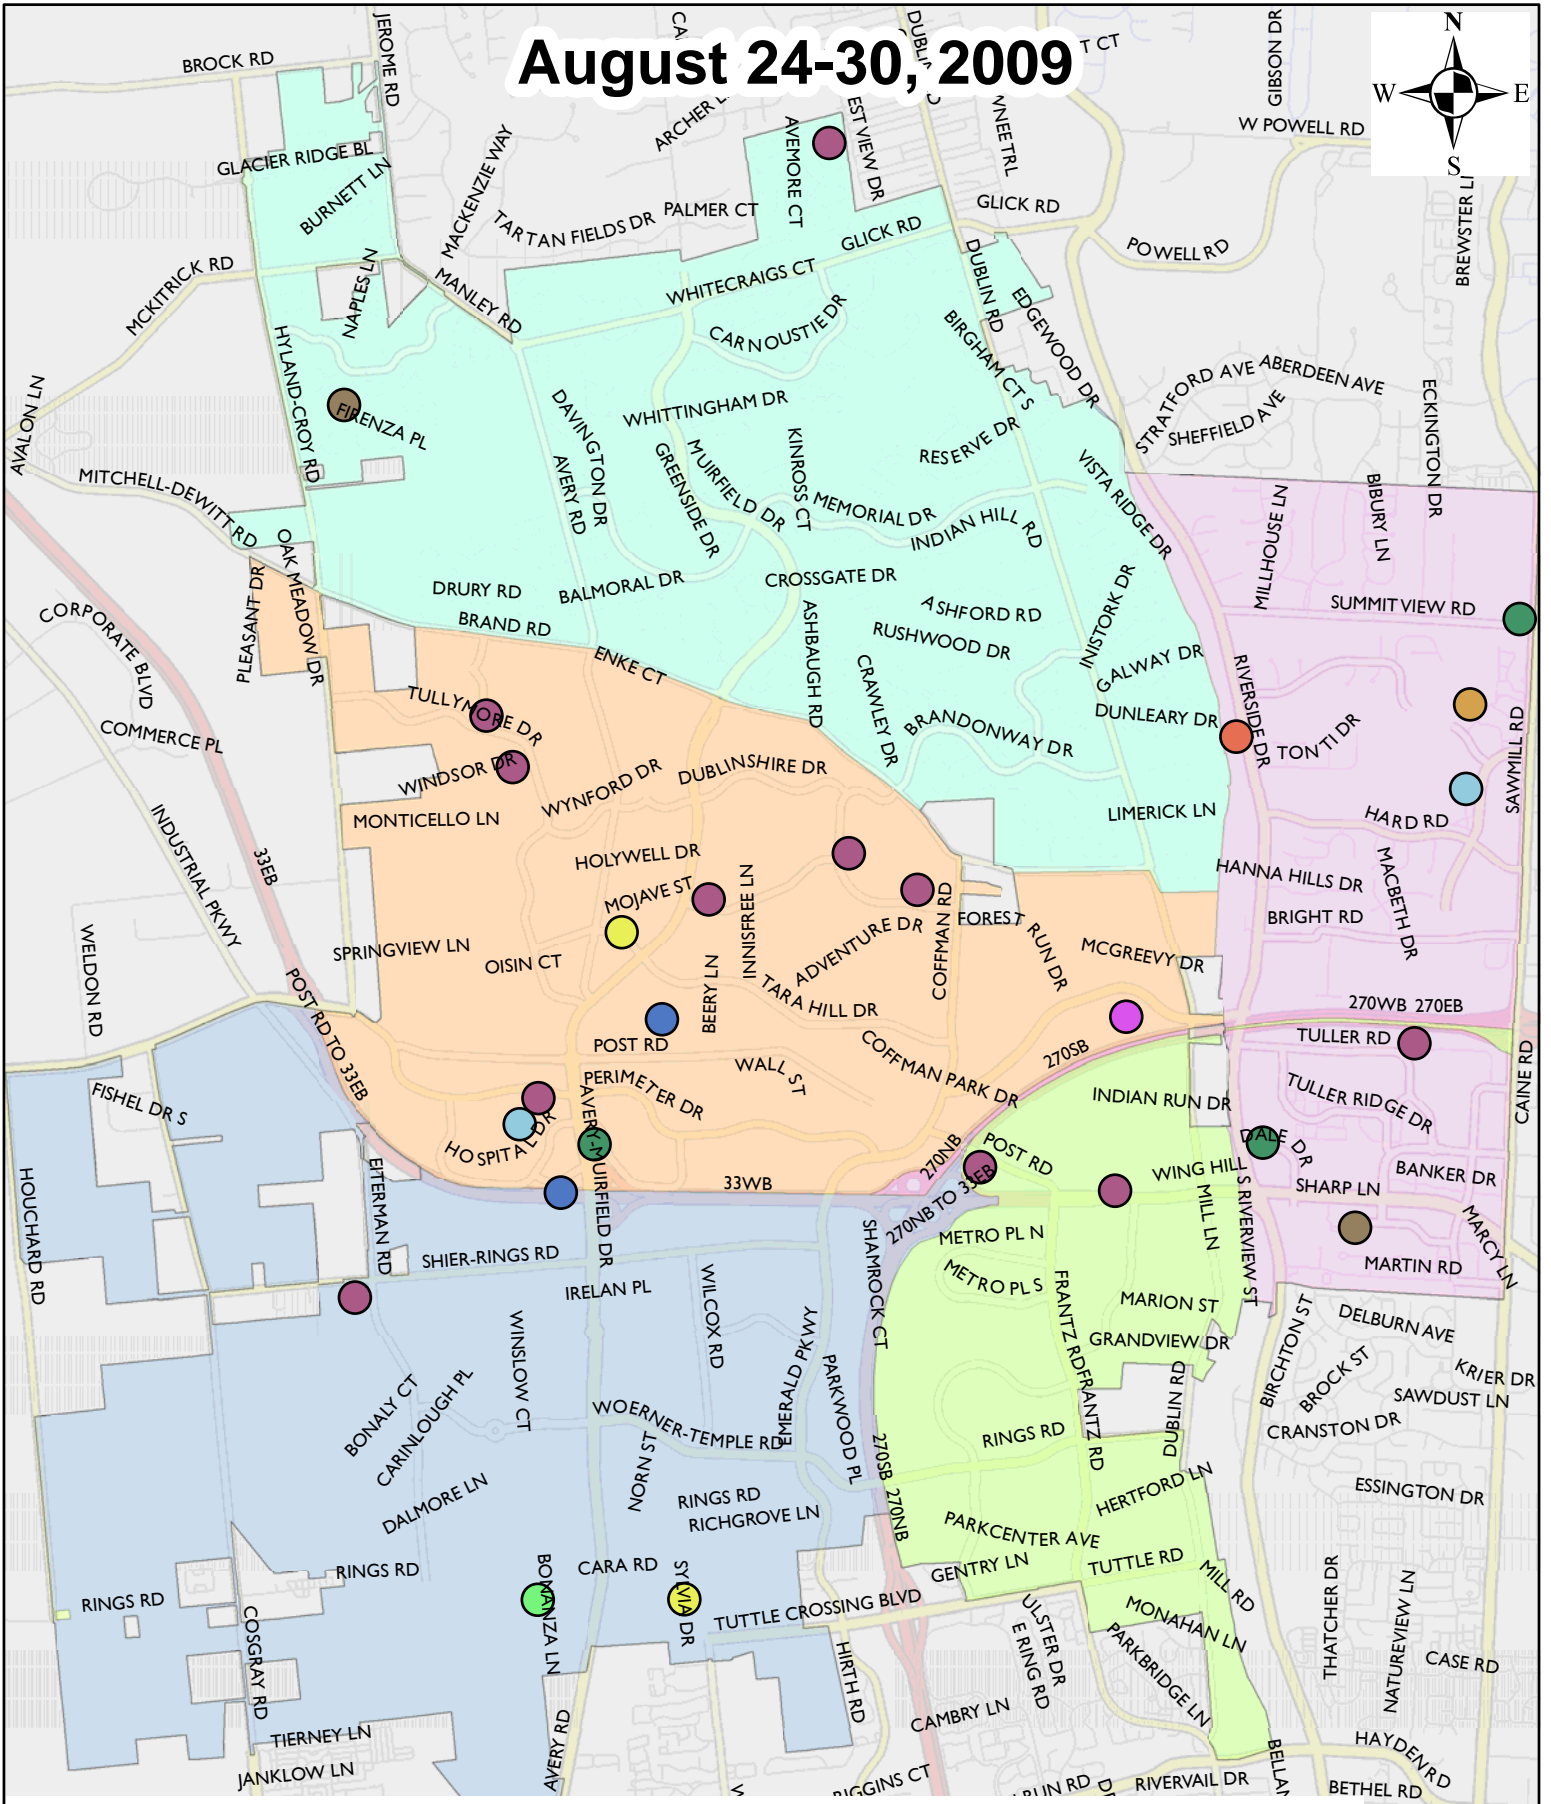 August 24-30, 2009
N
W E
S
BROCK RD
JEROME RD
T CT
GIBSON DR
W POWELL RD
GLACIER RIDGE BL
BURNETT LN
MACKENZIE WAY
AVEMORE CT
GLICK RD
POWELL RD
PALMER CT
TARTAN FIELDS DR
GLICK RD
MCKITRICK RD
NAPLES LN
MANLEY RD
WHITECRAIGS CT
DUBLIN RD
EDGEWOOD DR
CARNOUSTIE DR
BIRGHAM CT S
HYLAND-CROY RD
AVALON LN
FIRENZA PL
DAVINGTON DR
WHITTINGHAM DR
STRATFORD AVE
ABERDEEN AVE
SHEFFIELD AVE
ECKINGTON DR
RESERVE DR
KINROSS CT
MUIRFIELD DR
GREENSIDE DR
AVERY RD
MEMORIAL DR
INDIAN HILL RD
VISTA RIDGE DR
MILLHOUSE LN
BIBURY LN
MITCHELL-DEWITT RD
OAK MEADOW DR
PLEASANT DR
DRURY RD
BALMORAL DR
CROSSGATE DR
BRAND RD
ENKE CT
ASHBAUGH RD
ASHFORD RD
RUSHWOOD DR
INISTORK DR
SUMMITVIEW RD
CORPORATE BLVD
COMMERCE PL
CRAWLEY DR
GALWAY DR
DUNLEARY DR
BRANDONWAY DR
RIVERSIDE DR
TONTI DR
SAWMILL RD
TULLYMORE DR
WINDSOR DR
WYNFORD DR
DUBLINSHIRE DR
MONTICELLO LN
LIMERICK LN
HARD RD
INDUSTRIAL PKWY
33EB
HOLYWELL DR
MOJAVE ST
INNISFREE LN
HANNA HILLS DR
MACBETH DR
BRIGHT RD
COFFMAN RD
FOREST RUN DR
ADVENTURE DR
MCGREEVY DR
WELDON RD
SPRINGVIEW LN
OISIN CT
BEERY LN
TARA HILL DR
POST RD TO 33EB
POST RD
WALL ST
COFFMAN PARK DR
270SB
270WB 270EB
TULLER RD
CAINE RD
FISHEL DR S
PERIMETER DR
AVERY-MUIRFIELD DR
HOSPITAL DR
INDIAN RUN DR
TULLER RIDGE DR
DALE DR
270NB
POST RD
WING HILL
BANKER DR
HOUCHARD RD
EITERMAN RD
33WB
270NB TO 33EB
SHARP LN
MILL LN
S RIVERVIEW ST
MARCY LN
SHIER-RINGS RD
SHAMROCK CT
METRO PL N
METRO PL S
MARTIN RD
IRELAN PL
WILCOX RD
WINSLOW CT
EMERALD PKWY
PARKWOOD PL
FRANTZ RD
FRANTZ RD
MARION ST
GRANDVIEW DR
DELBURN AVE
BIRCHTON ST
BROCK ST
KRIER DR
SAWDUST LN
CRANSTON DR
DUBLIN RD
BONALY CT
CARINLOUGH PL
WOERNER-TEMPLE RD
NORN ST
RINGS RD
270SB 270NB
HERTFORD LN
ESSINGTON DR
DALMORE LN
RINGS RD
RICHGROVE LN
PARKCENTER AVE
GENTRY LN
TUTTLE RD
MILL RD
RINGS RD
RINGS RD
CARA RD
BONANZA LN
SYLVIA DR
TUTTLE CROSSING BLVD
ULSTER DR
E RING RD
MONAHAN LN
PARKBRIDGE LN
THATCHER DR
NATUREVIEW LN
CASE RD
COSGRAY RD
HIRTH RD
CAMBRY LN
TIERNEY LN
JANKLOW LN
AVERY RD
RIVERVAIL DR
HAYDEN RD
BETHEL RD